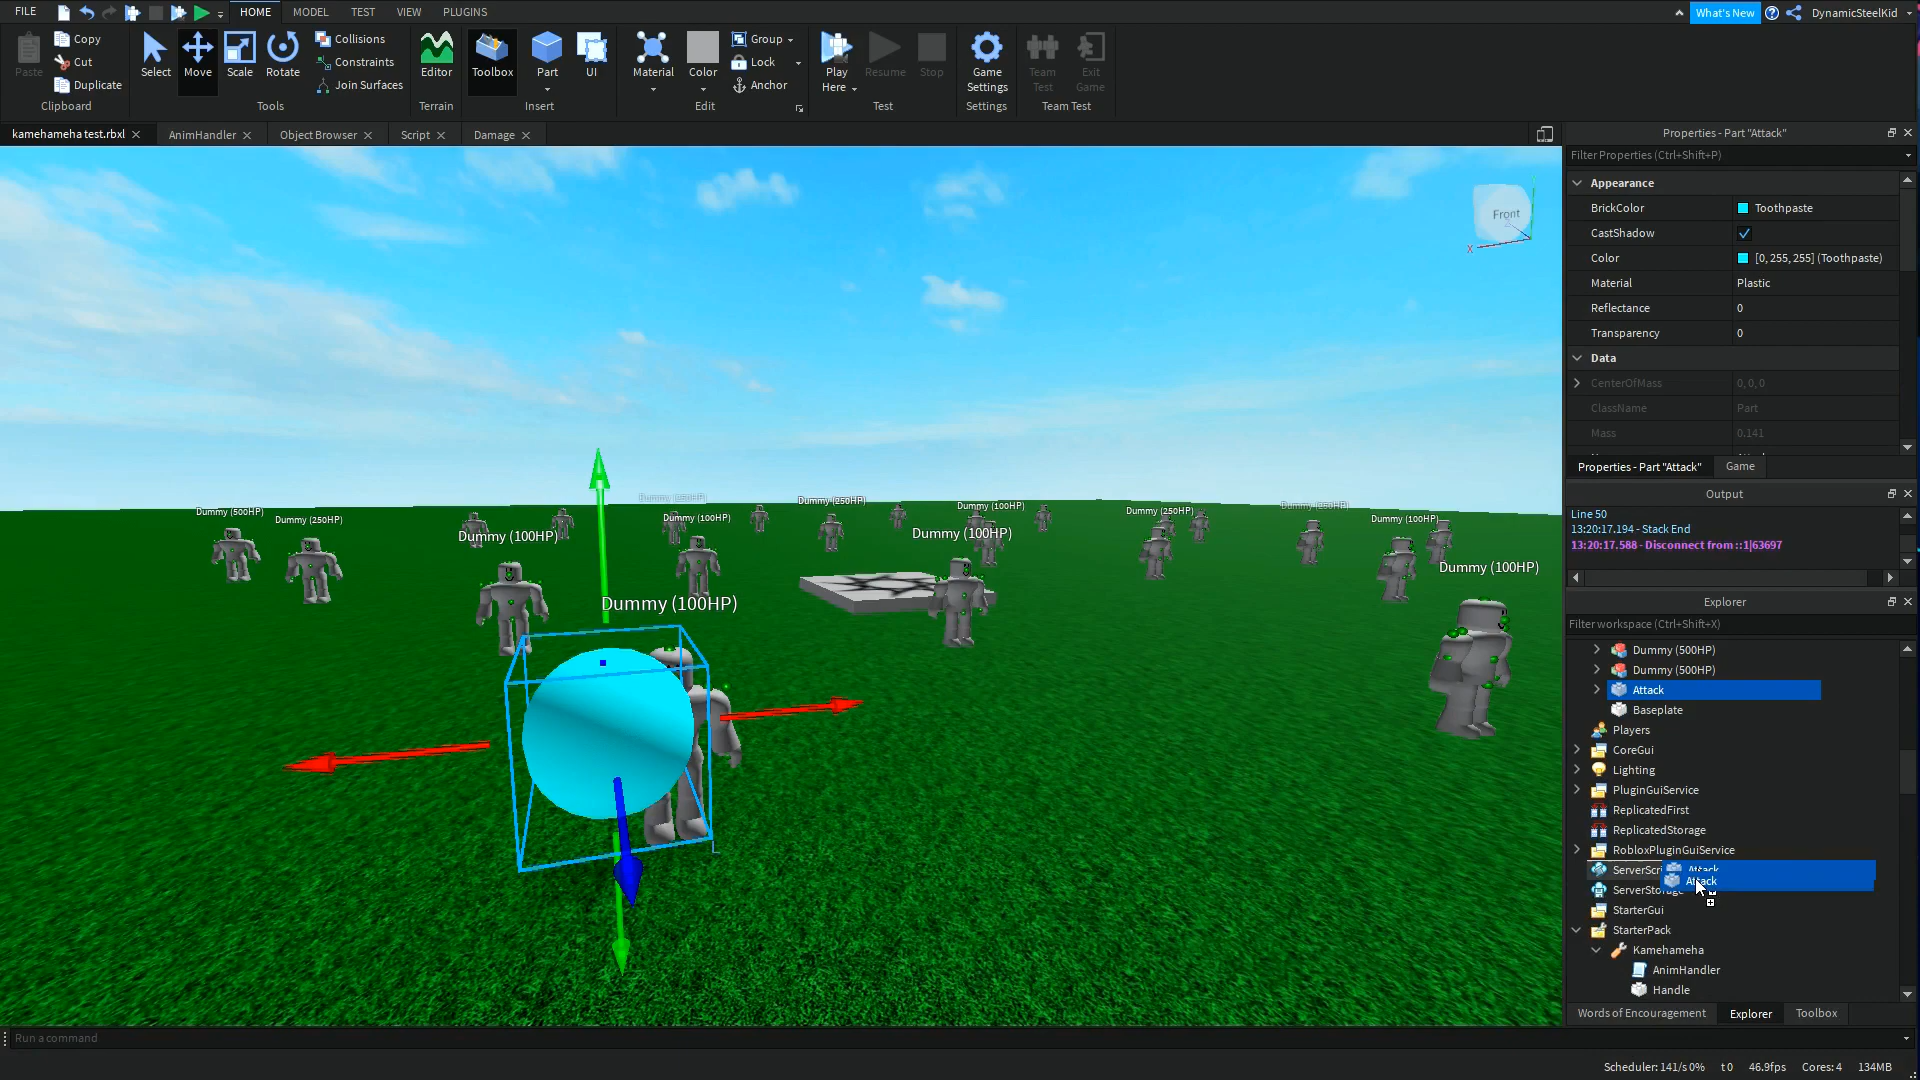 FILE
HOME
MODEL
TEST
VIEW
PLUGINS
What's New
DynamicSteelKid
Paste
Copy
Cut
Duplicate
Clipboard
Select
Move
Scale
Rotate
Collisions
Constraints
Join Surfaces
Tools
Editor
Terrain
Toolbox
Part
UI
Insert
Material
Color
Group
Lock
Anchor
Edit
Play
Here
Resume
Stop
Test
Game
Settings
Settings
Team
Test
Exit
Game
Team Test
kamehameha test.rbxl
AnimHandler
Object Browser
Script
Damage
Front
X
Dummy (500HP)
Dummy (250HP)
Dummy (100HP)
Dummy (250HP)
Dummy (100HP)
Dummy (250HP)
Dummy (100HP)
Dummy (100HP)
Dummy (250HP)
Dummy (250HP)
Dummy (100HP)
Dummy (100HP)
Dummy (100HP)
Properties - Part "Attack"
Filter Properties (Ctrl+Shift+P)
Appearance
BrickColor Toothpaste
CastShadow
Color [0, 255, 255] (Toothpaste)
Material Plastic
Reflectance 0
Transparency 0
Data
CenterOfMass 0, 0, 0
ClassName Part
Mass 0.141
Properties - Part "Attack"
Game
Output
Line 50
13:20:17.194 - Stack End
13:20:17.588 - Disconnect from ::1|63697
Explorer
Filter workspace (Ctrl+Shift+X)
Dummy (500HP)
Dummy (500HP)
Attack
Baseplate
Players
CoreGui
Lighting
PluginGuiService
ReplicatedFirst
ReplicatedStorage
RobloxPluginGuiService
ServerScri
Attack
Attack
ServerStorage
StarterGui
StarterPack
Kamehameha
AnimHandler
Handle
Words of Encouragement
Explorer
Toolbox
Run a command
Scheduler: 141/s 0% t 0 46.9fps Cores: 4 134MB